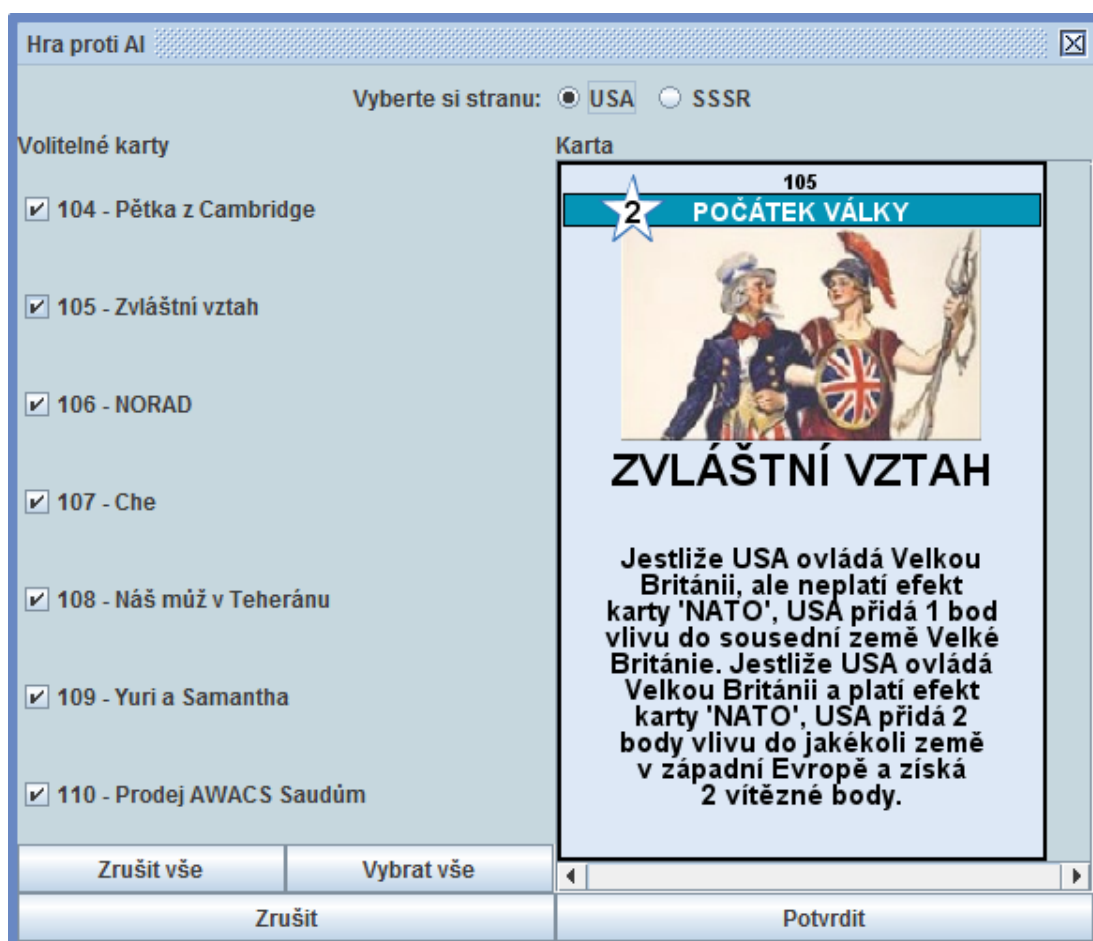 Hra proti AI
Vyberte si stranu: USA SSSR
Volitelné karty
104 - Pětka z Cambridge
105 - Zvláštní vztah
106 - NORAD
107 - Che
108 - Náš můž v Teheránu
109 - Yuri a Samantha
110 - Prodej AWACS Saudům
Zrušit vše
Vybrat vše
Karta
105
2
POČÁTEK VÁLKY
ZVLÁŠTNÍ VZTAH
Jestliže USA ovládá Velkou
Británii, ale neplatí efekt
karty 'NATO', USA přidá 1 bod
vlivu do sousední země Velké
Británie. Jestliže USA ovládá
Velkou Británii a platí efekt
karty 'NATO', USA přidá 2
body vlivu do jakékoli země
v západní Evropě a získá
2 vítězné body.
Zrušit
Potvrdit